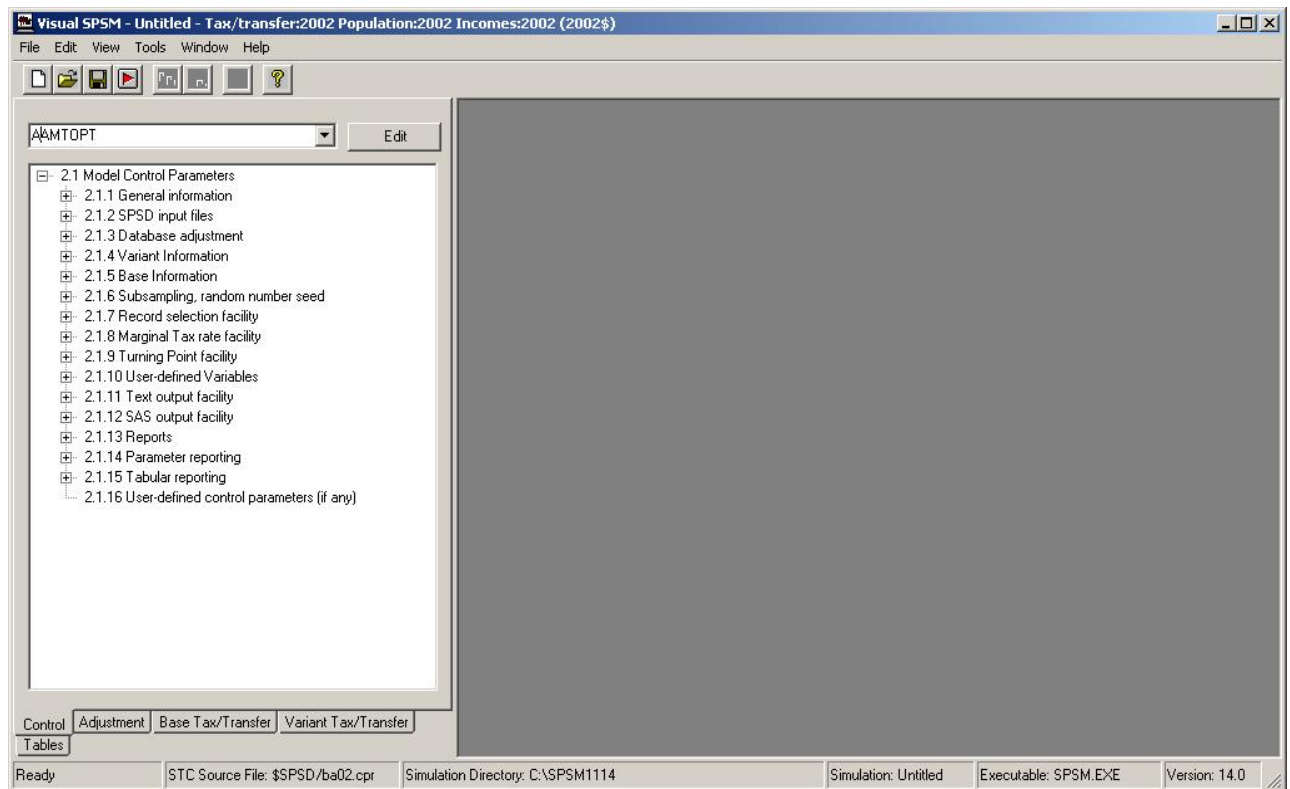 Visual SPSM - Untitled - Tax/transfer:2002 Population:2002 Incomes:2002 (2002$)
File Edit View Tools Window Help
AAMTOPT
Edit
2.1 Model Control Parameters
2.1.1 General information
2.1.2 SPSD input files
2.1.3 Database adjustment
2.1.4 Variant Information
2.1.5 Base Information
2.1.6 Subsampling, random number seed
2.1.7 Record selection facility
2.1.8 Marginal Tax rate facility
2.1.9 Turning Point facility
2.1.10 User-defined Variables
2.1.11 Text output facility
2.1.12 SAS output facility
2.1.13 Reports
2.1.14 Parameter reporting
2.1.15 Tabular reporting
2.1.16 User-defined control parameters (if any)
Control Adjustment Base Tax/Transfer Variant Tax/Transfer
Tables
Ready STC Source File: $SPSD/ba02.cpr Simulation Directory: C:\SPSM1114 Simulation: Untitled Executable: SPSM.EXE Version: 14.0